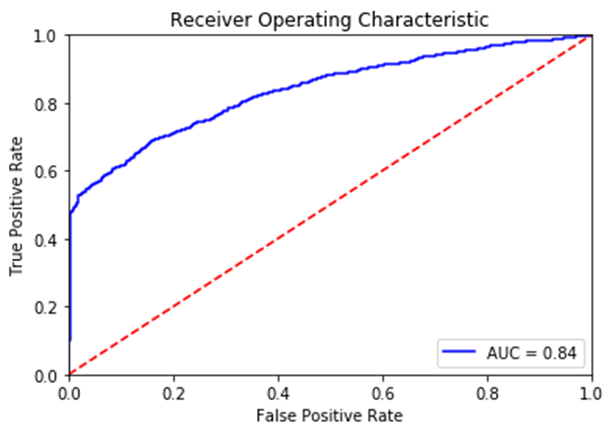 Receiver Operating Characteristic
1.0
0.8
0.6
0.4
0.2
0.0
True Positive Rate
AUC = 0.84
0.0 0.2 0.4 0.6 0.8 1.0
False Positive Rate